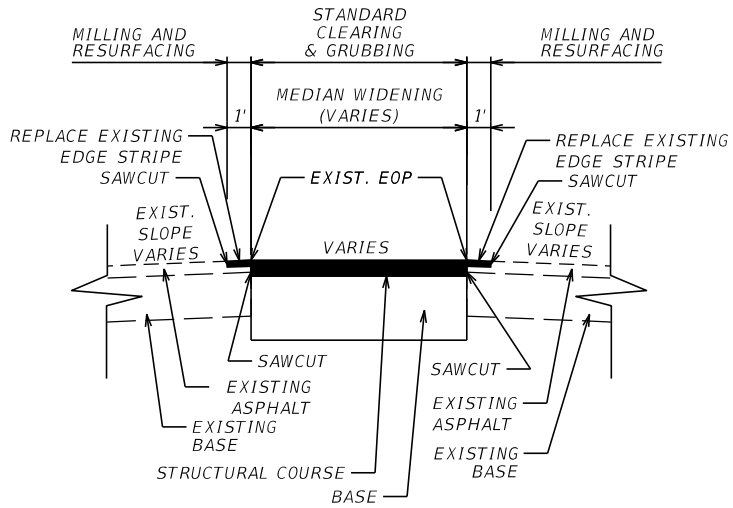 MILLING AND
RESURFACING
STANDARD
CLEARING
& GRUBBING
MILLING AND
RESURFACING
1'
MEDIAN WIDENING
(VARIES)
1'
REPLACE EXISTING
EDGE STRIPE
SAWCUT
EXIST. EOP
REPLACE EXISTING
EDGE STRIPE
SAWCUT
EXIST.
SLOPE
VARIES
VARIES
EXIST.
SLOPE
VARIES
SAWCUT
EXISTING
ASPHALT
EXISTING
BASE
STRUCTURAL COURSE
BASE
SAWCUT
EXISTING
ASPHALT
EXISTING
BASE